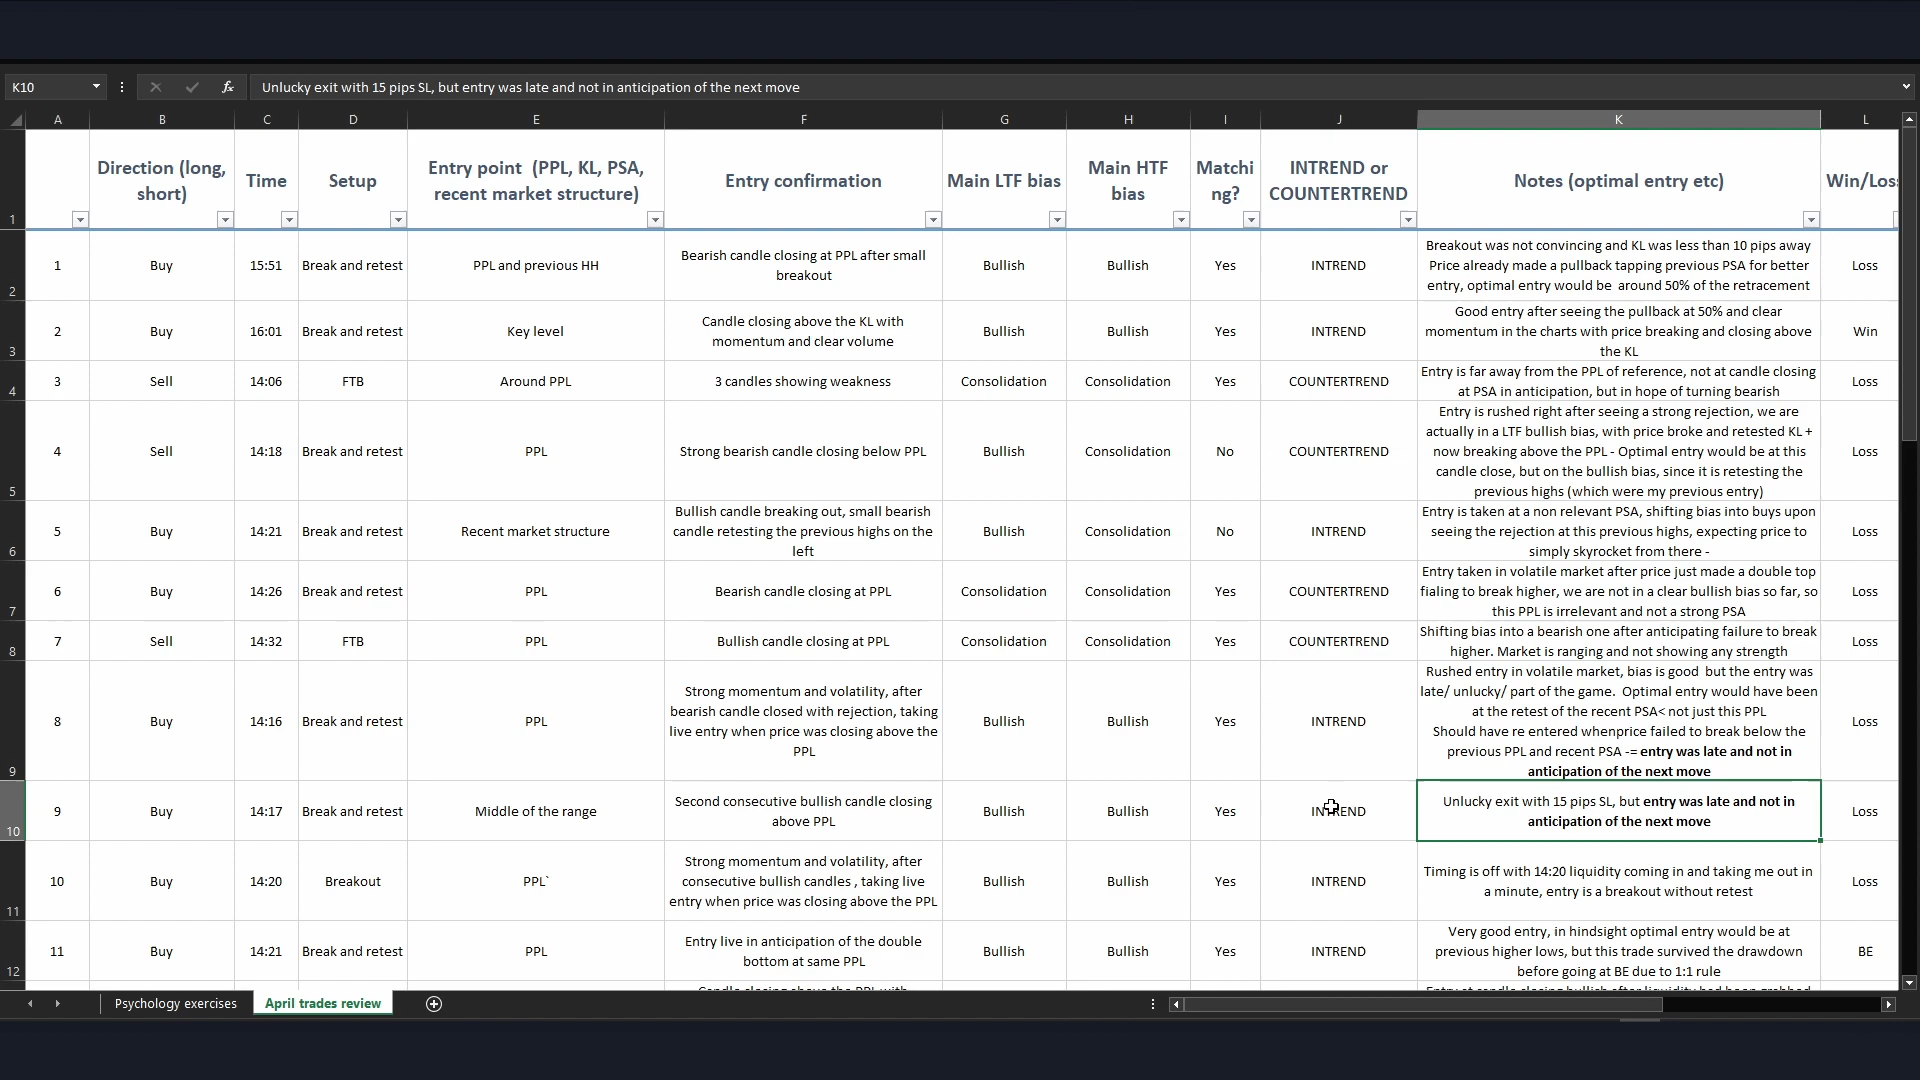 K10
fx
Unlucky exit with 15 pips SL, but entry was late and not in anticipation of the next move
A B C D E F G H I J K L
1
Direction (long,
short)
Time
Setup
Entry point (PPL, KL, PSA,
recent market structure)
Entry confirmation
Main LTF bias
Main HTF
bias
Matchi
ng?
INTREND or
COUNTERTREND
Notes (optimal entry etc)
Win/Los
2
1
Buy
15:51
Break and retest
PPL and previous HH
Bearish candle closing at PPL after small
breakout
Bullish
Bullish
Yes
INTREND
Breakout was not convincing and KL was less than 10 pips away
Price already made a pullback tapping previous PSA for better
entry, optimal entry would be around 50% of the retracement
Loss
3
2
Buy
16:01
Break and retest
Key level
Candle closing above the KL with
momentum and clear volume
Bullish
Bullish
Yes
INTREND
Good entry after seeing the pullback at 50% and clear
momentum in the charts with price breaking and closing above
the KL
Win
4
3
Sell
14:06
FTB
Around PPL
3 candles showing weakness
Consolidation
Consolidation
Yes
COUNTERTREND
Entry is far away from the PPL of reference, not at candle closing
at PSA in anticipation, but in hope of turning bearish
Loss
5
4
Sell
14:18
Break and retest
PPL
Strong bearish candle closing below PPL
Bullish
Consolidation
No
COUNTERTREND
Entry is rushed right after seeing a strong rejection, we are
actually in a LTF bullish bias, with price broke and retested KL +
now breaking above the PPL - Optimal entry would be at this
candle close, but on the bullish bias, since it is retesting the
previous highs (which were my previous entry)
Loss
6
5
Buy
14:21
Break and retest
Recent market structure
Bullish candle breaking out, small bearish
candle retesting the previous highs on the
left
Bullish
Consolidation
No
INTREND
Entry is taken at a non relevant PSA, shifting bias into buys upon
seeing the rejection at this previous highs, expecting price to
simply skyrocket from there -
Loss
7
6
Buy
14:26
Break and retest
PPL
Bearish candle closing at PPL
Consolidation
Consolidation
Yes
COUNTERTREND
Entry taken in volatile market after price just made a double top
fialing to break higher, we are not in a clear bullish bias so far, so
this PPL is irrelevant and not a strong PSA
Loss
8
7
Sell
14:32
FTB
PPL
Bullish candle closing at PPL
Consolidation
Consolidation
Yes
COUNTERTREND
Shifting bias into a bearish one after anticipating failure to break
higher. Market is ranging and not showing any strength
Loss
9
8
Buy
14:16
Break and retest
PPL
Strong momentum and volatility, after
bearish candle closed with rejection, taking
live entry when price was closing above the
PPL
Bullish
Bullish
Yes
INTREND
Rushed entry in volatile market, bias is good but the entry was
late/ unlucky/ part of the game. Optimal entry would have been
at the retest of the recent PSA< not just this PPL
Should have re entered whenprice failed to break below the
previous PPL and recent PSA -= entry was late and not in
anticipation of the next move
Loss
10
9
Buy
14:17
Break and retest
Middle of the range
Second consecutive bullish candle closing
above PPL
Bullish
Bullish
Yes
INTREND
Unlucky exit with 15 pips SL, but entry was late and not in
anticipation of the next move
Loss
11
10
Buy
14:20
Breakout
PPL`
Strong momentum and volatility, after
consecutive bullish candles , taking live
entry when price was closing above the PPL
Bullish
Bullish
Yes
INTREND
Timing is off with 14:20 liquidity coming in and taking me out in
a minute, entry is a breakout without retest
Loss
12
11
Buy
14:21
Break and retest
PPL
Entry live in anticipation of the double
bottom at same PPL
Bullish
Bullish
Yes
INTREND
Very good entry, in hindsight optimal entry would be at
previous higher lows, but this trade survived the drawdown
before going at BE due to 1:1 rule
BE
Psychology exercises
April trades review